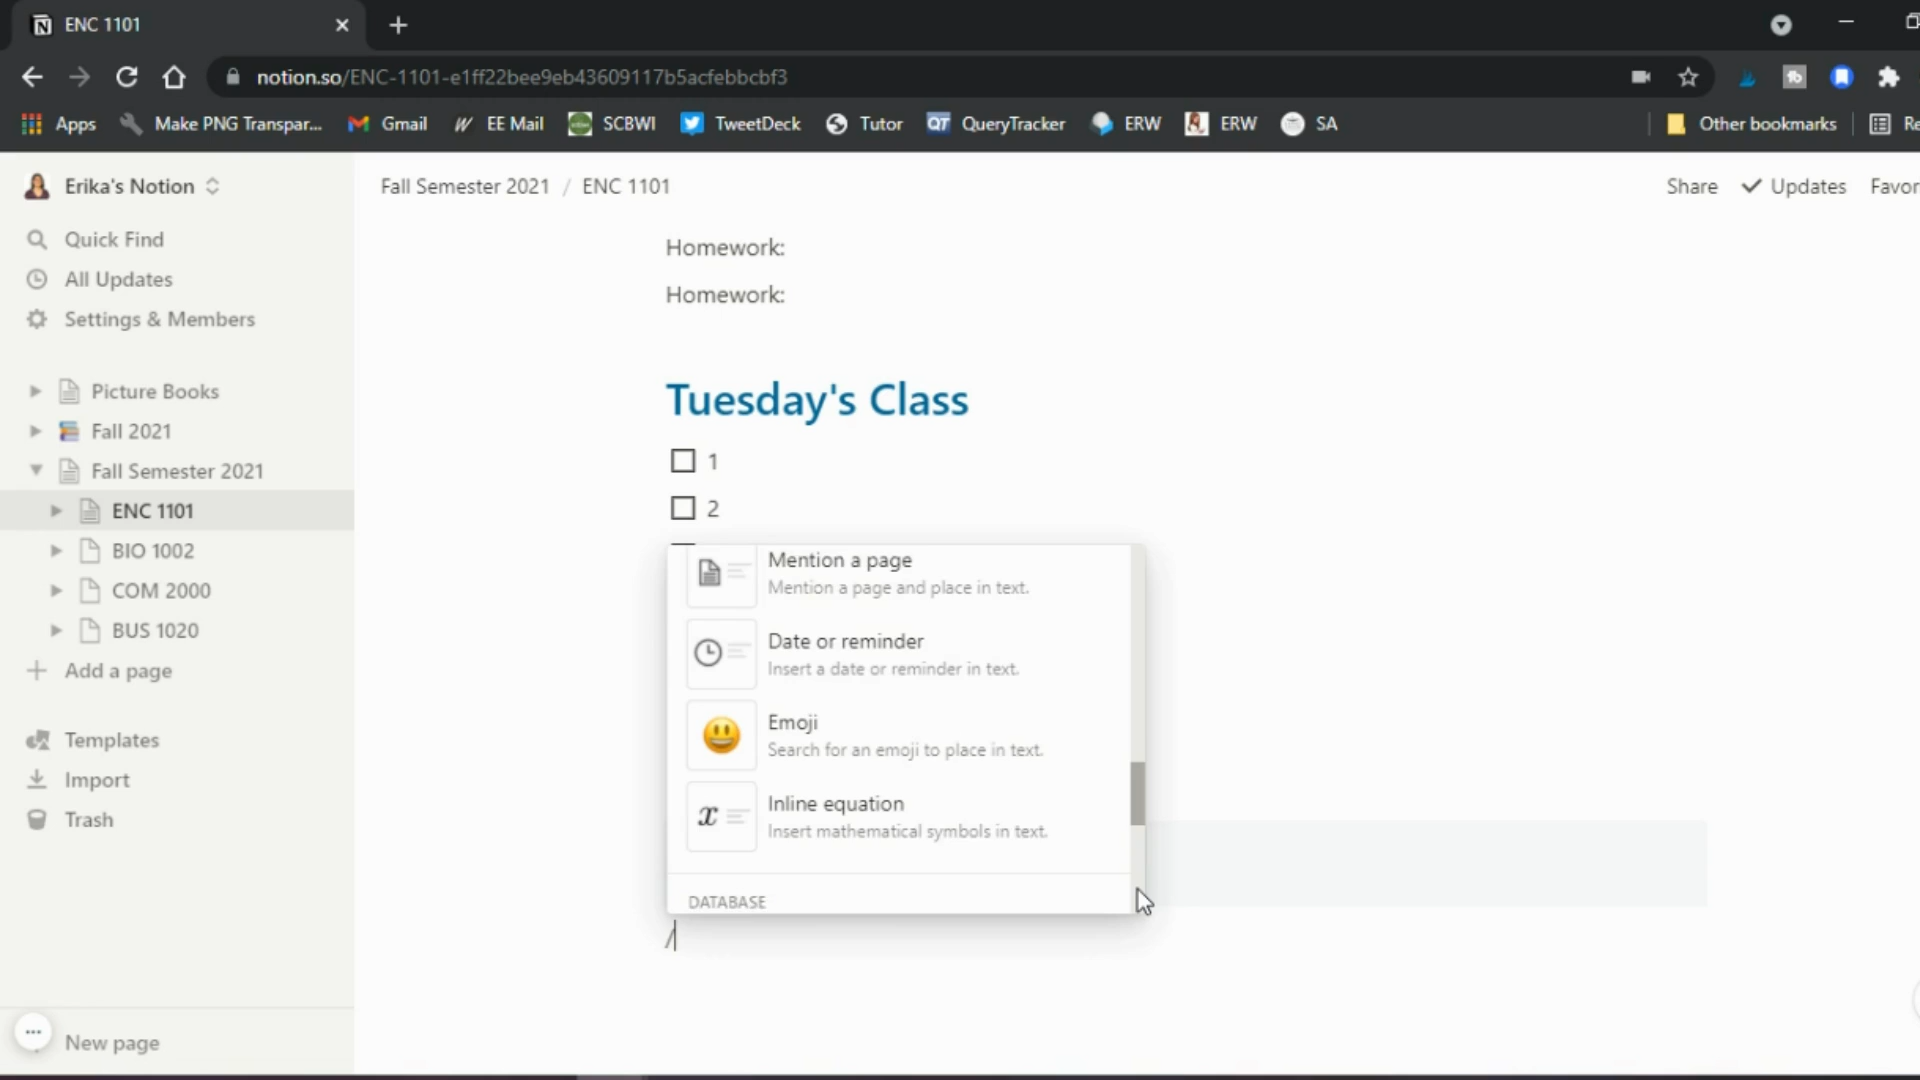 ENC 1101
notion.so/ENC-1101-e1ff22bee9eb43609117b5acfebbcbf3
Apps Make PNG Transpar... Gmail EE Mail SCBWI TweetDeck Tutor QueryTracker ERW ERW SA Other bookmarks Re
Erika's Notion
Quick Find
All Updates
Settings & Members
Picture Books
Fall 2021
Fall Semester 2021
ENC 1101
BIO 1002
COM 2000
BUS 1020
Add a page
Templates
Import
Trash
New page
Fall Semester 2021 / ENC 1101
Share Updates Favor
Homework:
Homework:
Tuesday's Class
1
2
Mention a page
Mention a page and place in text.
Date or reminder
Insert a date or reminder in text.
Emoji
Search for an emoji to place in text.
Inline equation
Insert mathematical symbols in text.
DATABASE
/